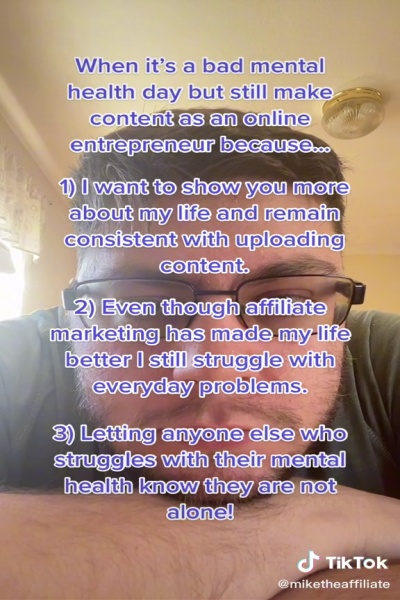 When it's a bad mental
health day but still make
content as an online
entrepreneur because...
1) I want to show you more
about my life and remain
consistent with uploading
content.
2) Even though affiliate
marketing has made my life
better I still struggle with
everyday problems.
3) Letting anyone else who
struggles with their mental
health know they are not
alone!
TikTok
@miketheaffiliate